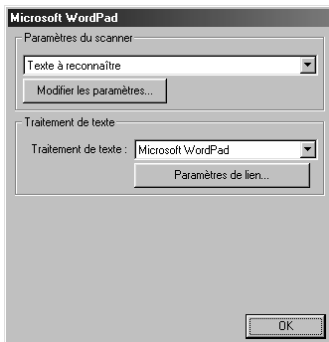 Microsoft WordPad
Paramètres du scanner
Texte à reconnaître
Modifier les paramètres...
Traitement de texte
Traitement de texte : Microsoft WordPad
Paramètres de lien...
OK